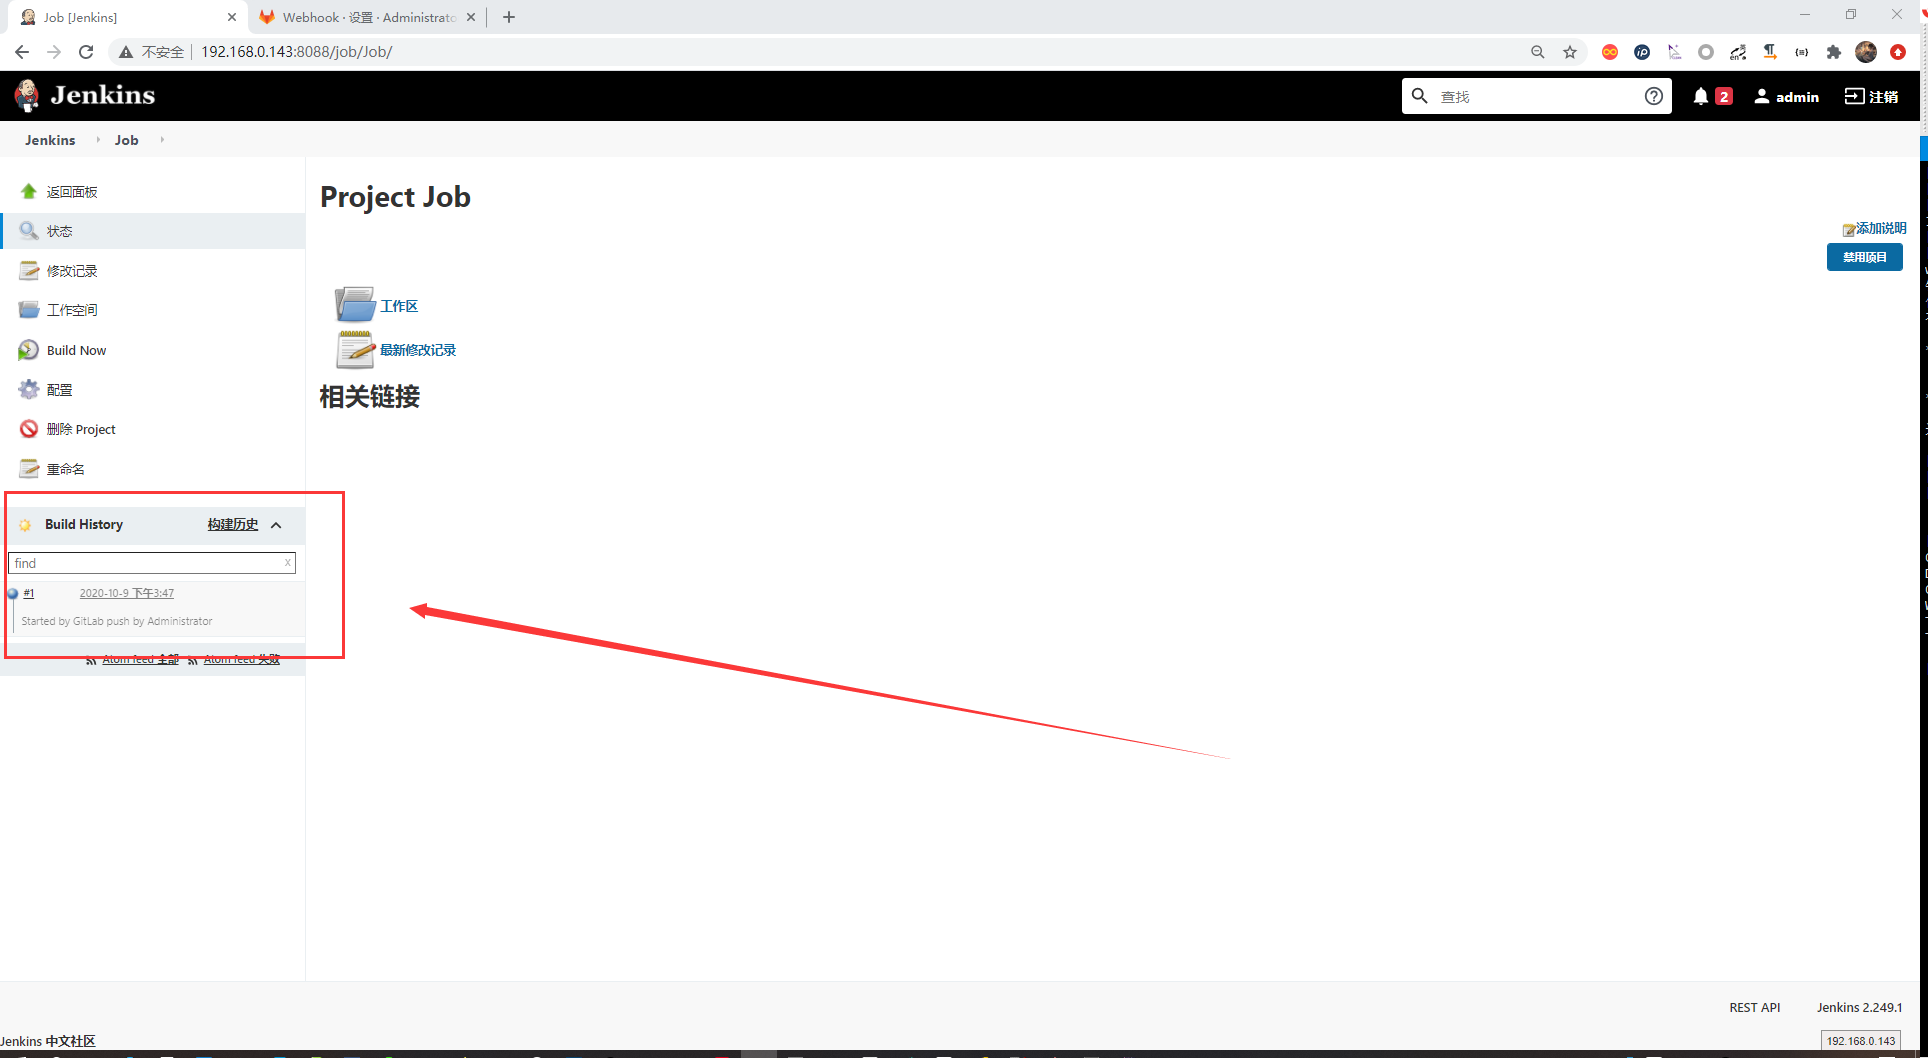 Job [Jenkins]
Webhook · 设置 · Administrato
不安全 192.168.0.143:8088/job/Job/
Jenkins
查找
2
admin
注销
Jenkins
Job
返回面板
状态
修改记录
工作空间
Build Now
配置
删除 Project
重命名
Project Job
添加说明
禁用项目
工作区
最新修改记录
相关链接
Build History
构建历史
find
x
#1
2020-10-9 下午3:47
Started by GitLab push by Administrator
Atom feed 全部
Atom feed 失败
REST API
Jenkins 2.249.1
Jenkins 中文社区
192.168.0.143